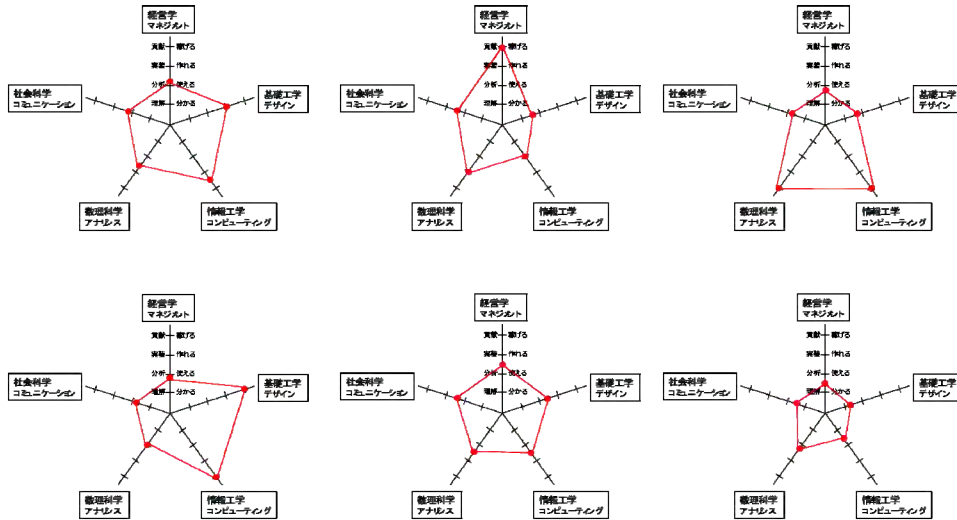 経営学
マネジメント
貢献 稼げる
実装 作れる
分析 使える
理解 分かる
社会科学
コミュニケーション
基礎工学
デザイン
数理科学
アナリシス
情報工学
コンピューティング
経営学
マネジメント
貢献 稼げる
実装 作れる
分析 使える
理解 分かる
社会科学
コミュニケーション
基礎工学
デザイン
数理科学
アナリシス
情報工学
コンピューティング
経営学
マネジメント
貢献 稼げる
実装 作れる
分析 使える
理解 分かる
社会科学
コミュニケーション
基礎工学
デザイン
数理科学
アナリシス
情報工学
コンピューティング
経営学
マネジメント
貢献 稼げる
実装 作れる
分析 使える
理解 分かる
社会科学
コミュニケーション
基礎工学
デザイン
数理科学
アナリシス
情報工学
コンピューティング
経営学
マネジメント
貢献 稼げる
実装 作れる
分析 使える
理解 分かる
社会科学
コミュニケーション
基礎工学
デザイン
数理科学
アナリシス
情報工学
コンピューティング
経営学
マネジメント
貢献 稼げる
実装 作れる
分析 使える
理解 分かる
社会科学
コミュニケーション
基礎工学
デザイン
数理科学
アナリシス
情報工学
コンピューティング